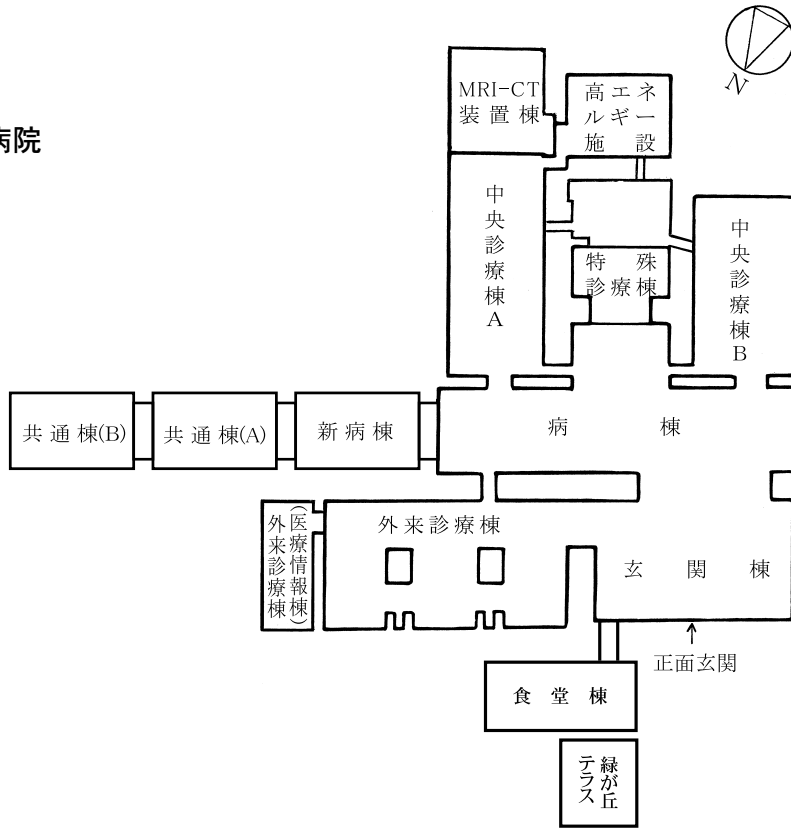 病院
N
MRI-CT
装置棟
高エネ
ルギー
施設
中央診療棟A
特殊
診療棟
中央診療棟B
共通棟(B)
共通棟(A)
新病棟
病棟
外来診療棟
(医療情報棟)
外来診療棟
玄関棟
正面玄関
食堂棟
緑が丘
テラス